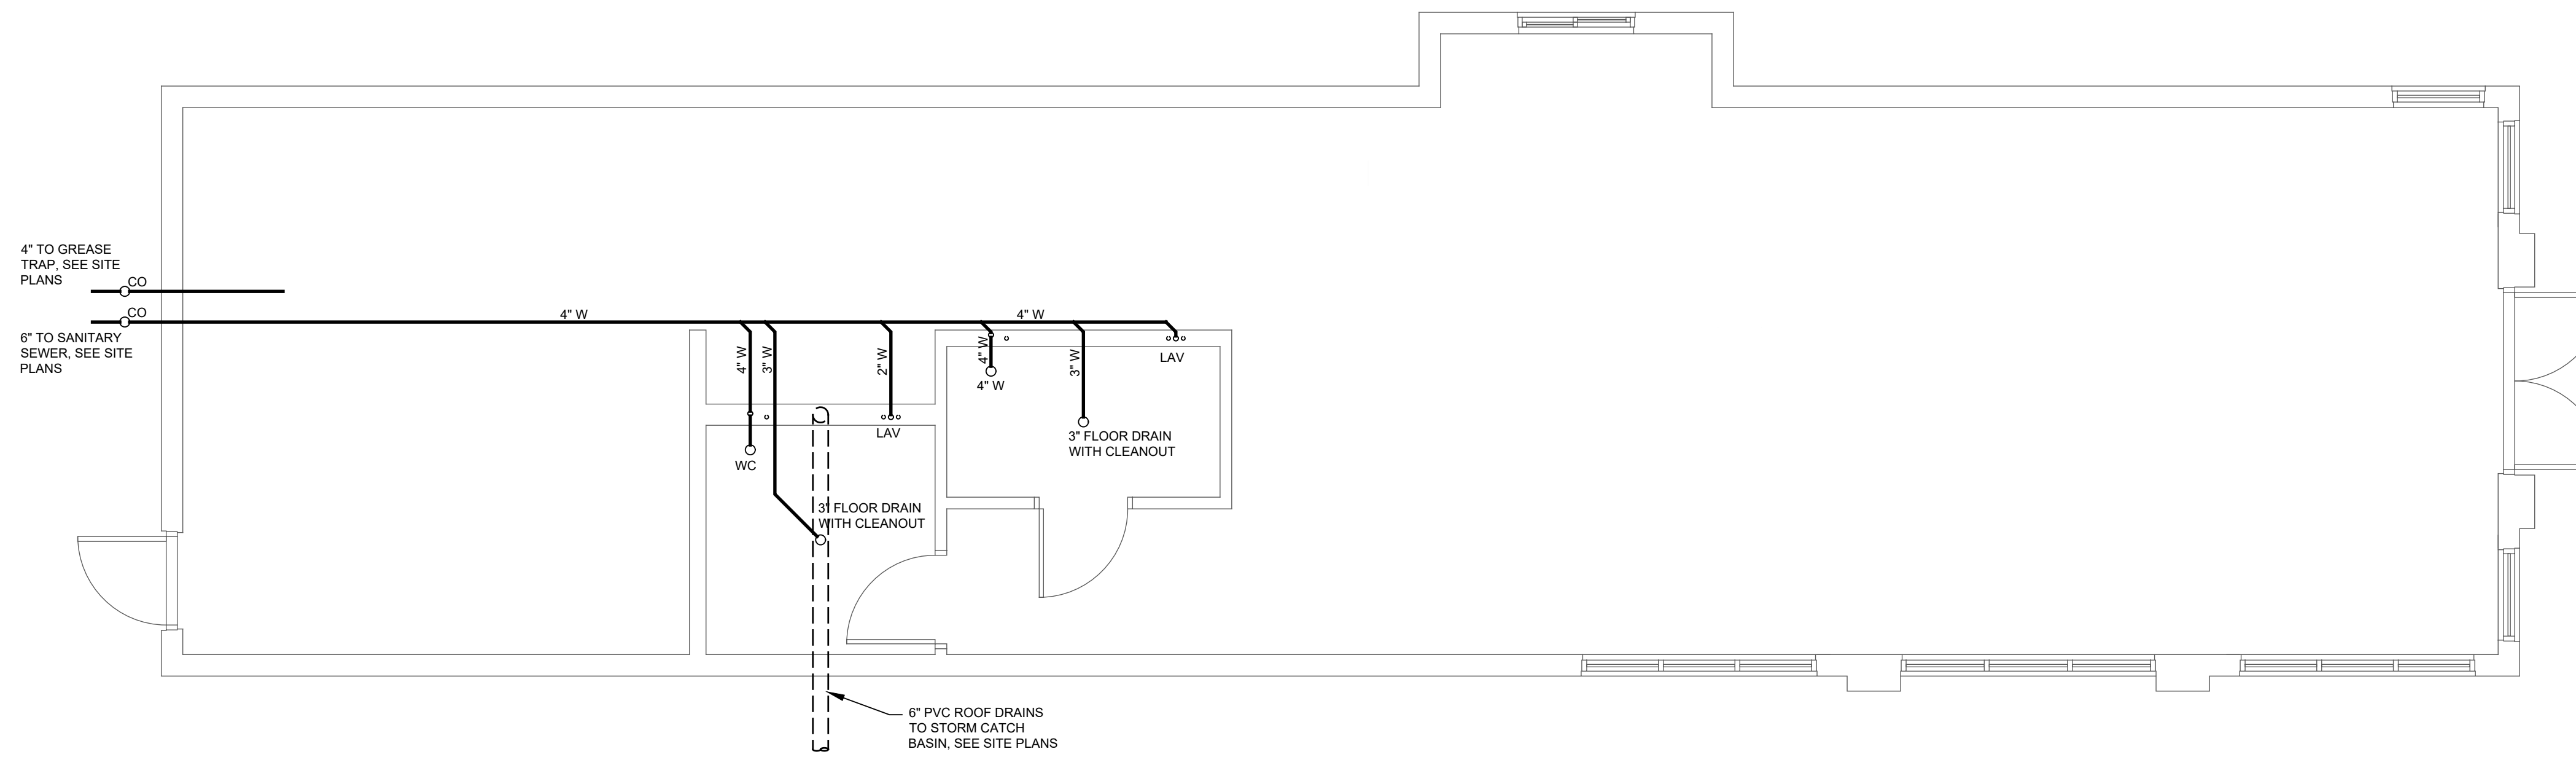 4" TO GREASE
TRAP, SEE SITE
PLANS
CO
CO
6" TO SANITARY
SEWER, SEE SITE
PLANS
4" W
4" W
4" W
3" W
2" W
4" W
3" W
LAV
4" W
LAV
WC
3" FLOOR DRAIN
WITH CLEANOUT
3" FLOOR DRAIN
WITH CLEANOUT
6" PVC ROOF DRAINS
TO STORM CATCH
BASIN, SEE SITE PLANS